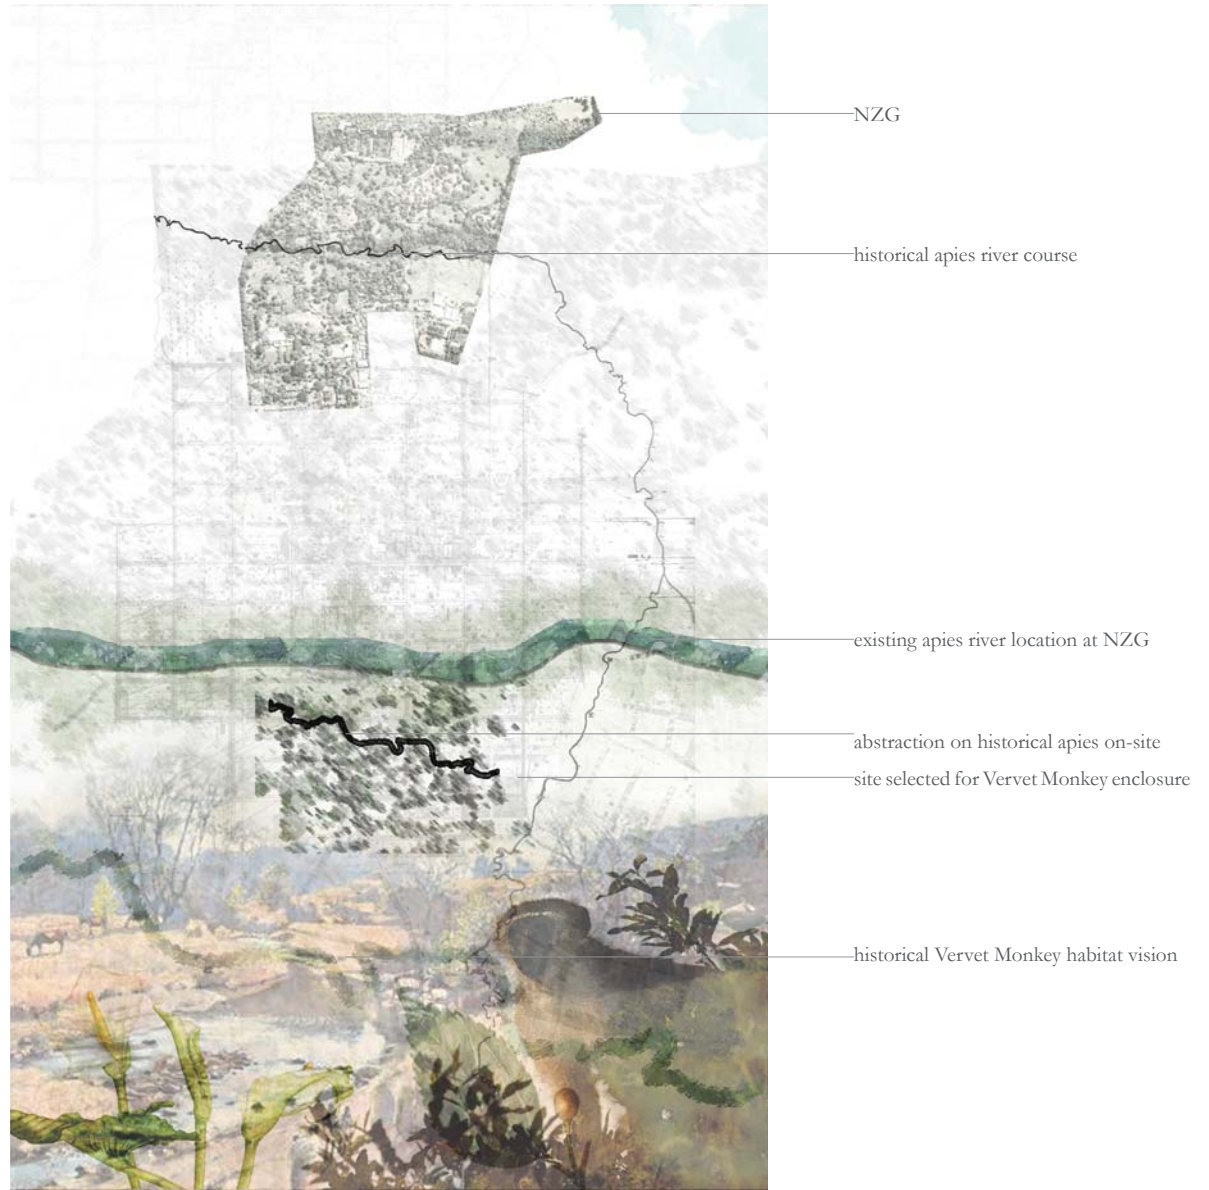 NZG
historical apies river course
existing apies river location at NZG
abstraction on historical apies on-site
site selected for Vervet Monkey enclosure
historical Vervet Monkey habitat vision